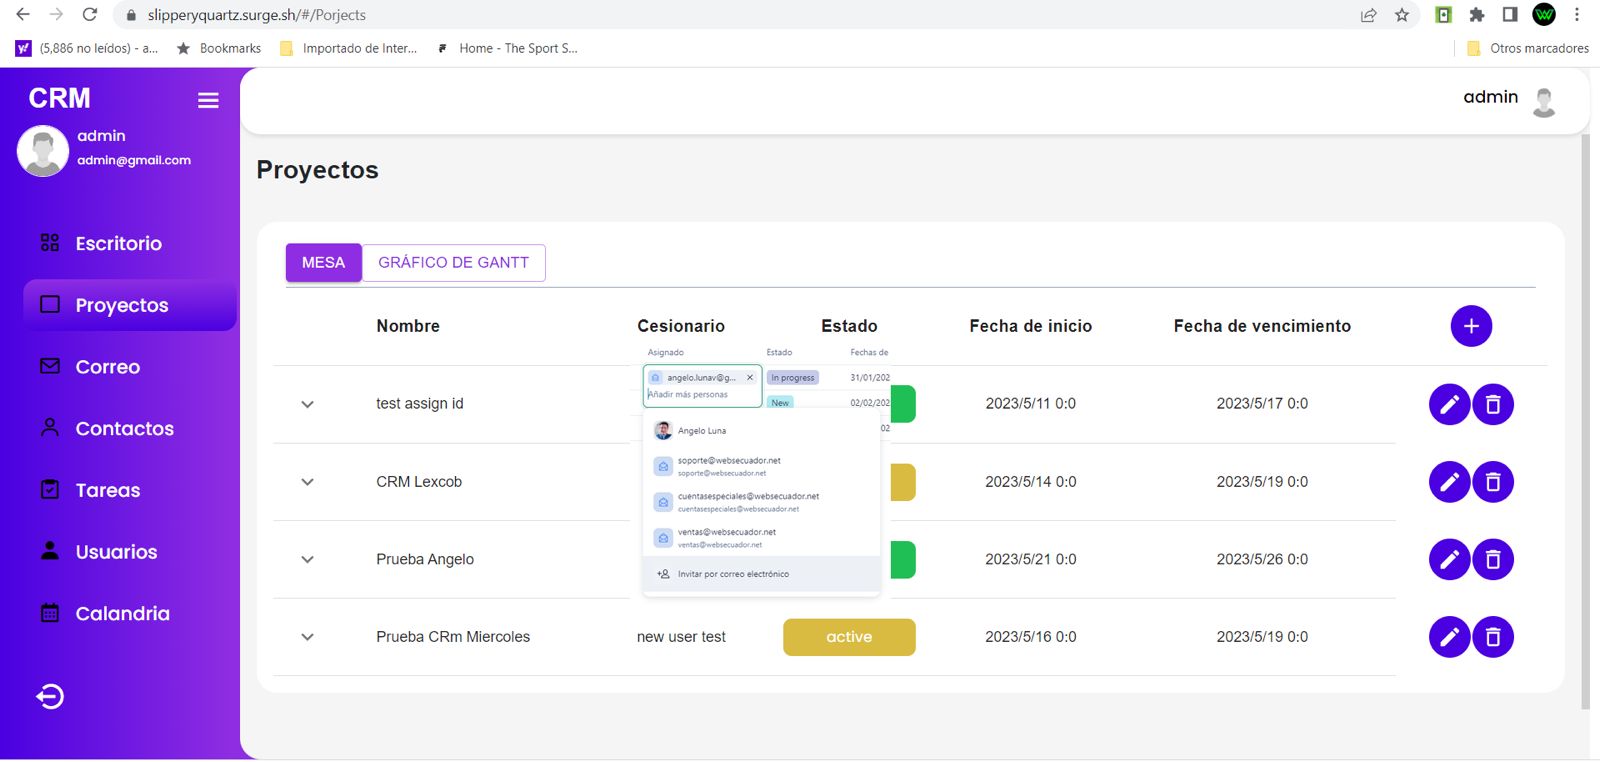 slipperyquartz.surge.sh/#/Porjects
(5,886 no leídos) - a...
Bookmarks
Importado de Inter...
Home - The Sport S...
Otros marcadores
CRM
admin
admin@gmail.com
admin
Escritorio
Proyectos
Correo
Contactos
Tareas
Usuarios
Calandria
Proyectos
MESA
GRÁFICO DE GANTT
Nombre
Cesionario
Estado
Fecha de inicio
Fecha de vencimiento
Asignado
Estado
Fechas de
angelo.lunav@g...
In progress
31/01/202
Añadir más personas
New
02/02/202
02
Angelo Luna
soporte@websecuador.net
soporte@websecuador.net
cuentasespeciales@websecuador.net
cuentasespeciales@websecuador.net
ventas@websecuador.net
ventas@websecuador.net
Invitar por correo electrónico
test assign id
2023/5/11 0:0
2023/5/17 0:0
CRM Lexcob
2023/5/14 0:0
2023/5/19 0:0
Prueba Angelo
2023/5/21 0:0
2023/5/26 0:0
Prueba CRm Miercoles
new user test
active
2023/5/16 0:0
2023/5/19 0:0